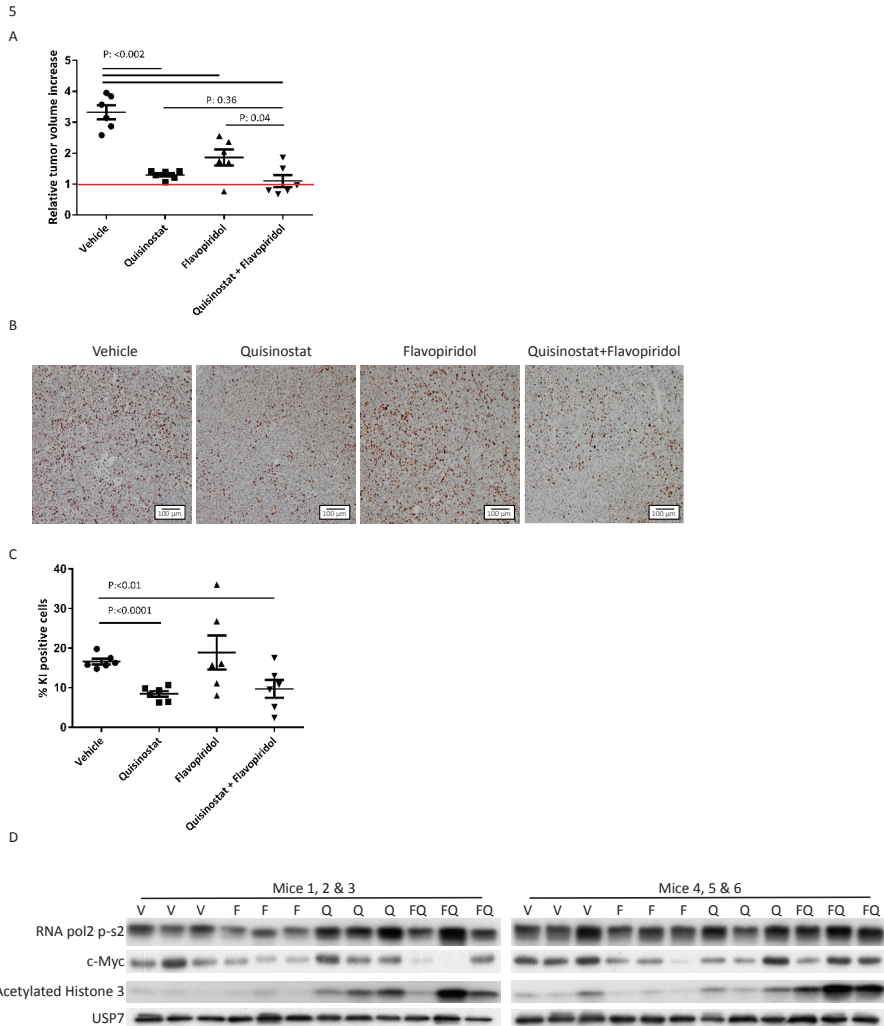 5
A
P: <0.002
P: 0.36
P: 0.04
Relative tumor volume increase
5
4
3
2
1
0
Vehicle
Quisinostat
Flavopiridol
Quisinostat + Flavopiridol
B
Vehicle Quisinostat Flavopiridol Quisinostat+Flavopiridol
100 µm 100 µm 100 µm 100 µm
C
P:<0.01
P:<0.0001
% KI positive cells
40
30
20
10
0
Vehicle
Quisinostat
Flavopiridol
Quisinostat + Flavopiridol
D
Mice 1, 2 & 3 Mice 4, 5 & 6
V V V F F F Q Q Q FQ FQ FQ V V V F F F Q Q Q FQ FQ FQ
RNA pol2 p-s2
c-Myc
Acetylated Histone 3
USP7